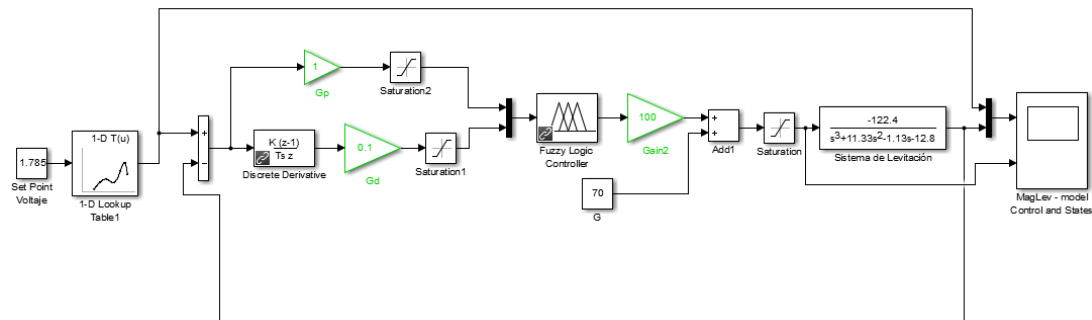 1.785
Set Point
Voltaje
1-D T(u)
1-D Lookup
Table1
+
−
1
Gp
Saturation2
K (z-1)
Ts z
Discrete Derivative
0.1
Gd
Saturation1
Fuzzy Logic
Controller
100
Gain2
70
G
+
+
Add1
Saturation
-122.4
s³+11.33s²-1.13s-12.8
Sistema de Levitación
MagLev - model
Control and States